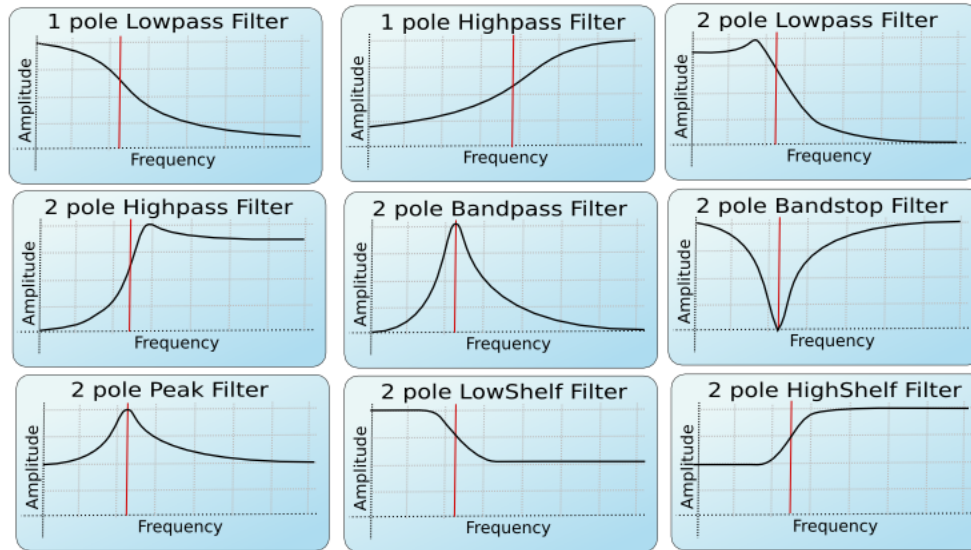 1 pole Lowpass Filter
Amplitude
Frequency
1 pole Highpass Filter
Amplitude
Frequency
2 pole Lowpass Filter
Amplitude
Frequency
2 pole Highpass Filter
Amplitude
Frequency
2 pole Bandpass Filter
Amplitude
Frequency
2 pole Bandstop Filter
Amplitude
Frequency
2 pole Peak Filter
Amplitude
Frequency
2 pole LowShelf Filter
Amplitude
Frequency
2 pole HighShelf Filter
Amplitude
Frequency